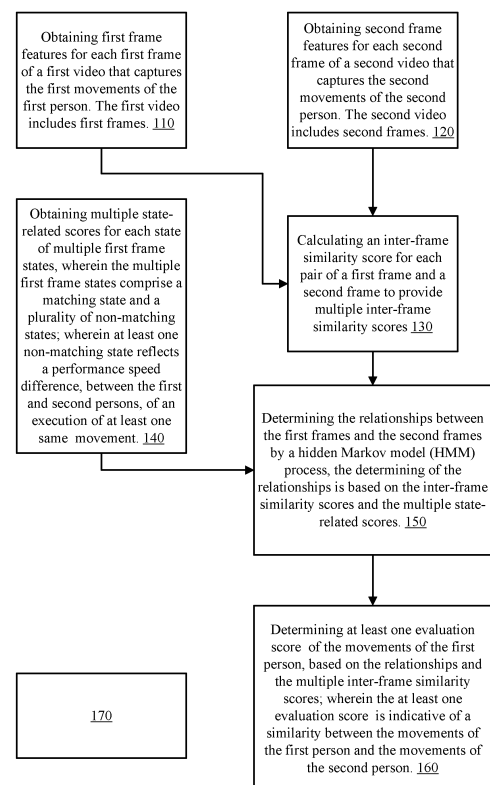 Obtaining first frame
features for each first frame
of a first video that captures
the first movements of the
first person. The first video
includes first frames. 110
Obtaining second frame
features for each second
frame of a second video that
captures the second
movements of the second
person. The second video
includes second frames. 120
Obtaining multiple state-
related scores for each state
of multiple first frame
states, wherein the multiple
first frame states comprise a
matching state and a
plurality of non-matching
states; wherein at least one
non-matching state reflects
a performance speed
difference, between the first
and second persons, of an
execution of at least one
same movement. 140
Calculating an inter-frame
similarity score for each
pair of a first frame and a
second frame to provide
multiple inter-frame
similarity scores 130
Determining the relationships between
the first frames and the second frames
by a hidden Markov model (HMM)
process, the determining of the
relationships is based on the inter-frame
similarity scores and the multiple state-
related scores. 150
Determining at least one evaluation
score of the movements of the first
person, based on the relationships and
the multiple inter-frame similarity
scores; wherein the at least one
evaluation score is indicative of a
similarity between the movements of
the first person and the movements of
the second person. 160
170